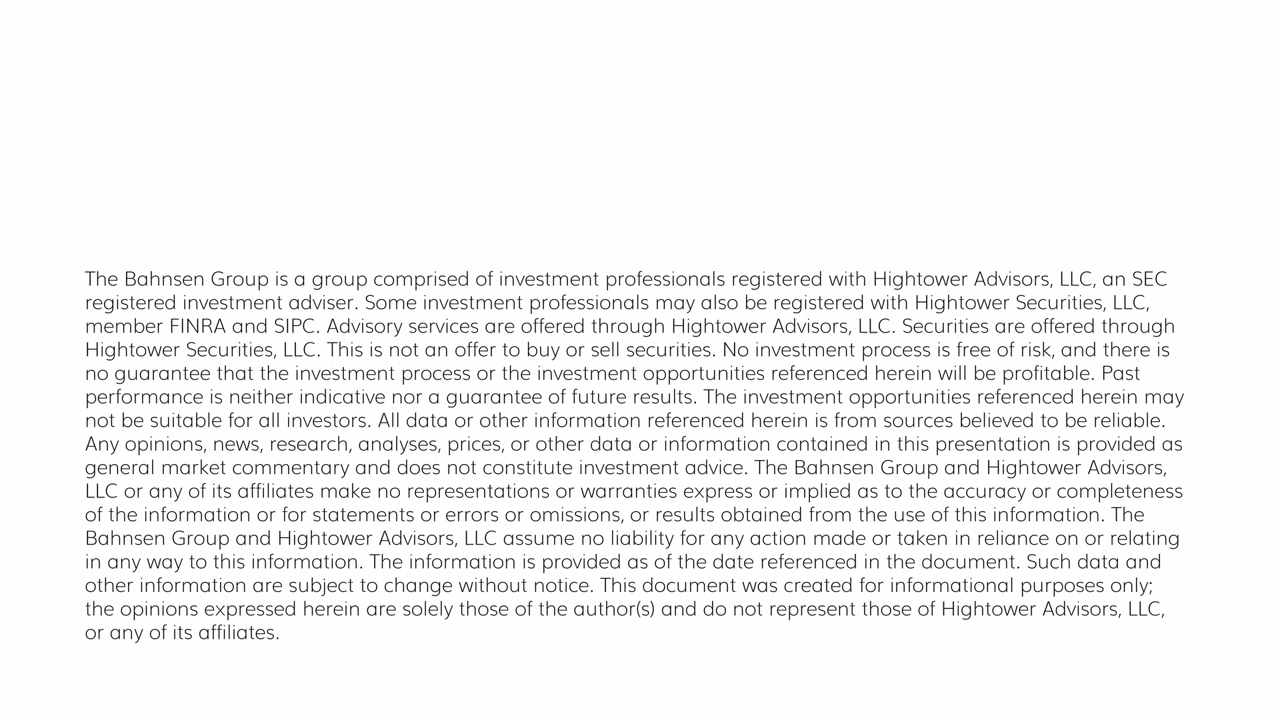 The Bahnsen Group is a group comprised of investment professionals registered with Hightower Advisors, LLC, an SEC
registered investment adviser. Some investment professionals may also be registered with Hightower Securities, LLC,
member FINRA and SIPC. Advisory services are offered through Hightower Advisors, LLC. Securities are offered through
Hightower Securities, LLC. This is not an offer to buy or sell securities. No investment process is free of risk, and there is
no guarantee that the investment process or the investment opportunities referenced herein will be profitable. Past
performance is neither indicative nor a guarantee of future results. The investment opportunities referenced herein may
not be suitable for all investors. All data or other information referenced herein is from sources believed to be reliable.
Any opinions, news, research, analyses, prices, or other data or information contained in this presentation is provided as
general market commentary and does not constitute investment advice. The Bahnsen Group and Hightower Advisors,
LLC or any of its affiliates make no representations or warranties express or implied as to the accuracy or completeness
of the information or for statements or errors or omissions, or results obtained from the use of this information. The
Bahnsen Group and Hightower Advisors, LLC assume no liability for any action made or taken in reliance on or relating
in any way to this information. The information is provided as of the date referenced in the document. Such data and
other information are subject to change without notice. This document was created for informational purposes only;
the opinions expressed herein are solely those of the author(s) and do not represent those of Hightower Advisors, LLC,
or any of its affiliates.